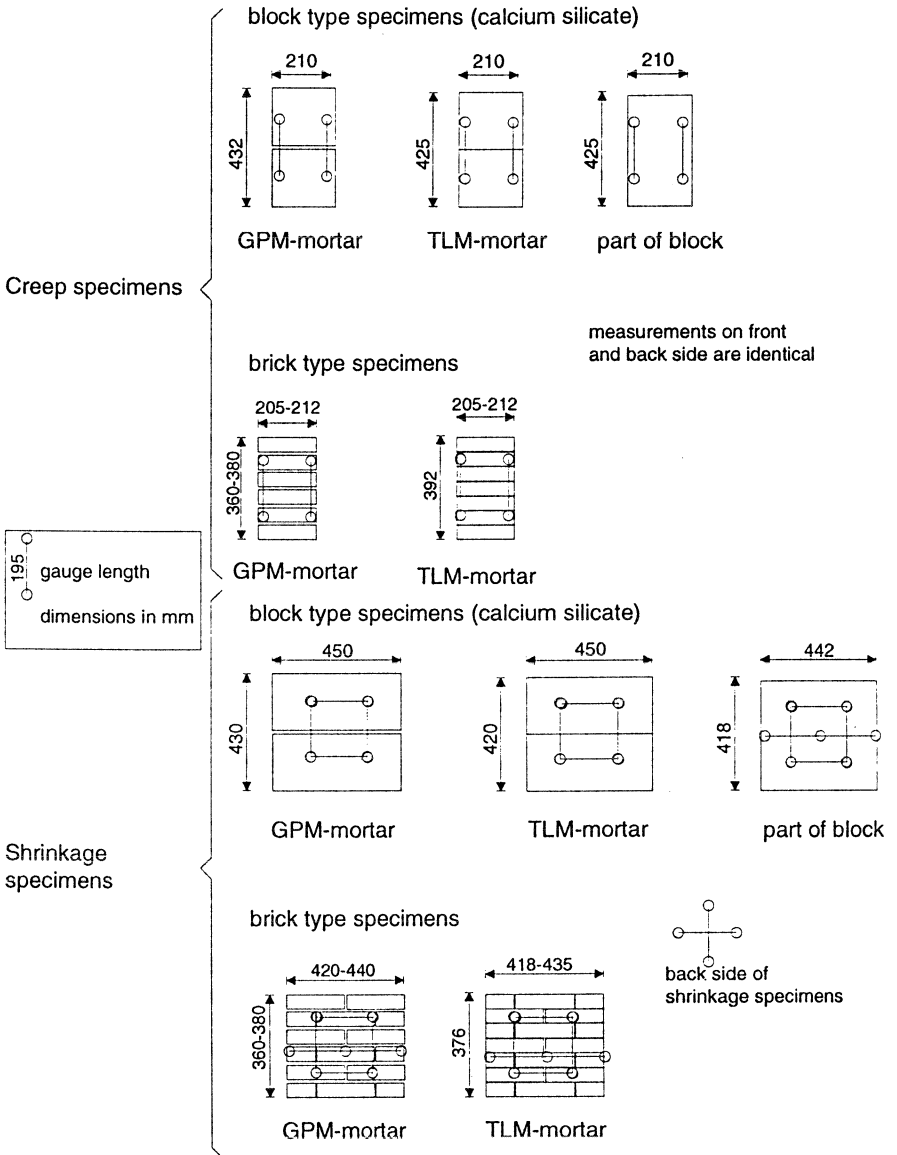 block type specimens (calcium silicate)
210
210
210
432
425
425
GPM-mortar
TLM-mortar
part of block
Creep specimens
measurements on front
and back side are identical
brick type specimens
205-212
205-212
360-380
392
GPM-mortar
TLM-mortar
195
gauge length
dimensions in mm
block type specimens (calcium silicate)
450
450
442
430
420
418
GPM-mortar
TLM-mortar
part of block
Shrinkage
specimens
brick type specimens
420-440
418-435
360-380
376
back side of
shrinkage specimens
GPM-mortar
TLM-mortar